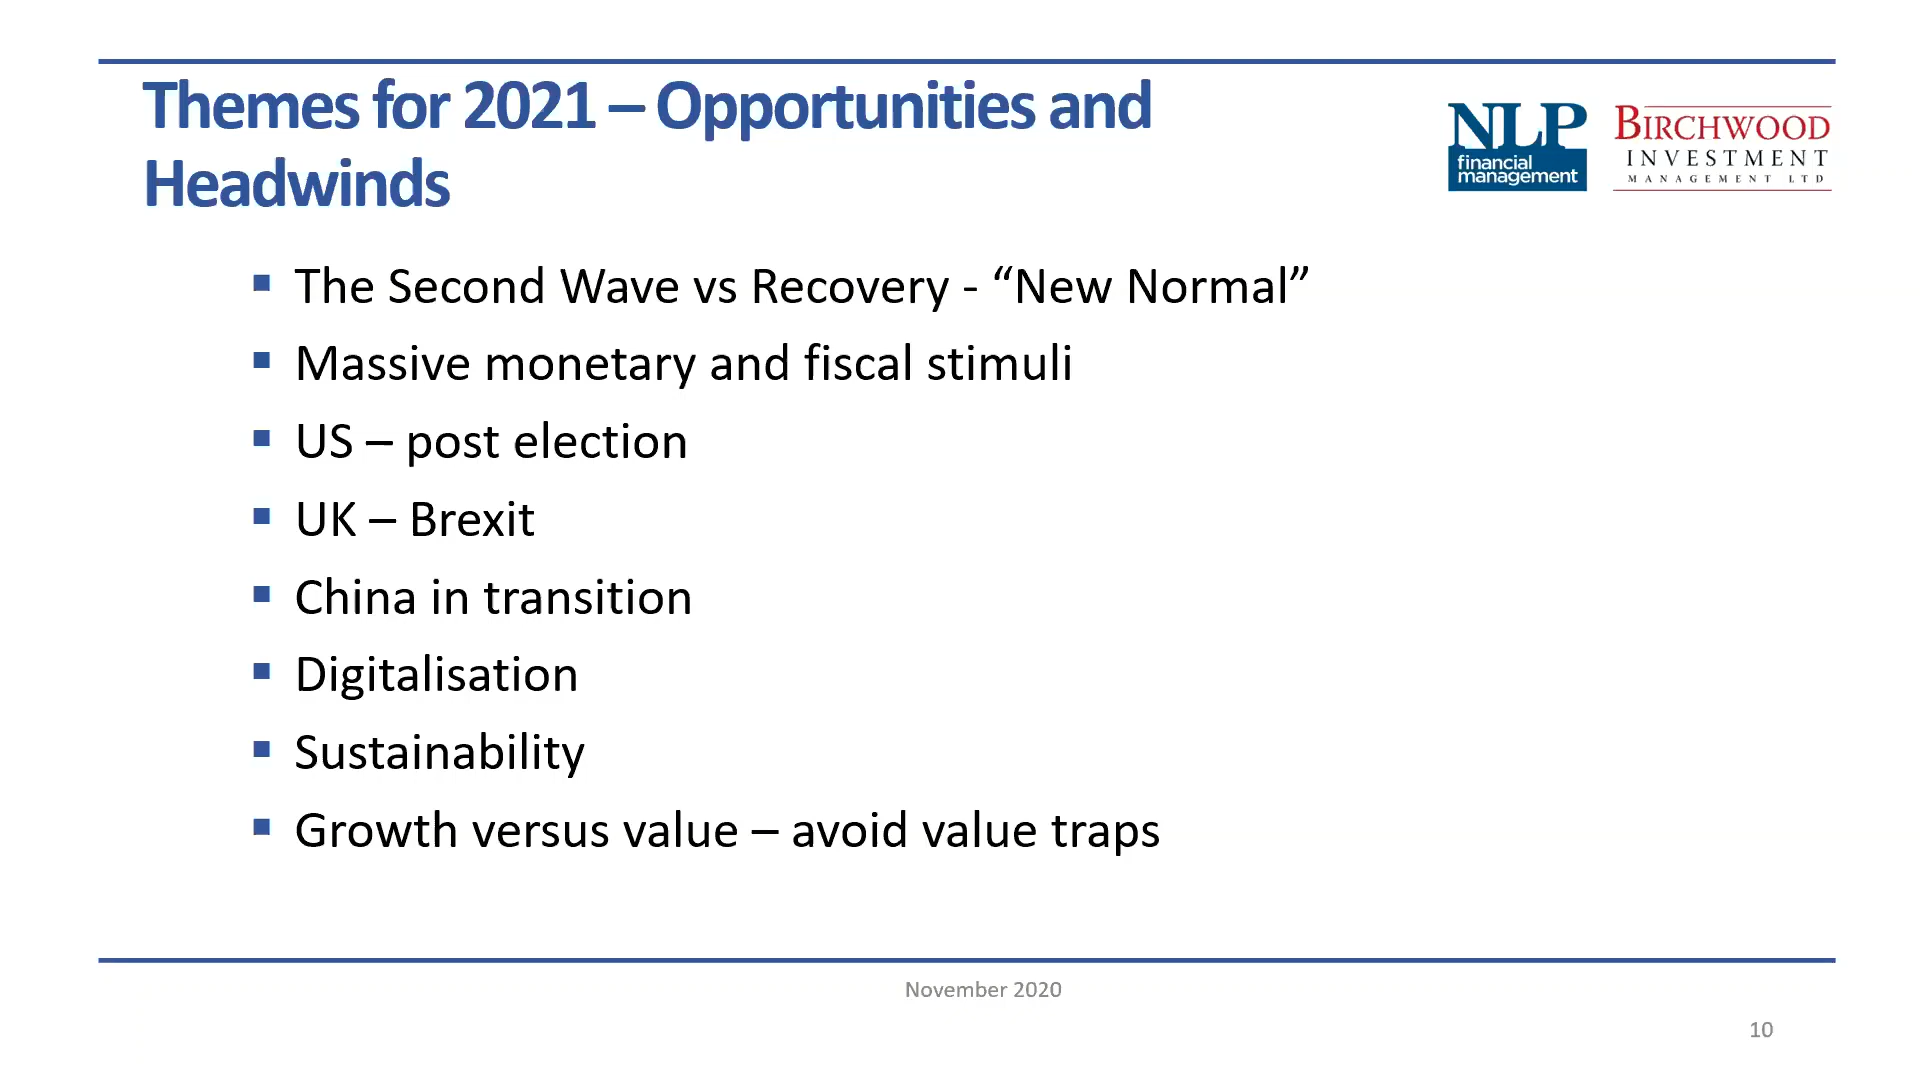 Themes for 2021 – Opportunities and
Headwinds
NLP
financial
management
BIRCHWOOD
INVESTMENT
MANAGEMENT LTD
▪ The Second Wave vs Recovery - “New Normal”
▪ Massive monetary and fiscal stimuli
▪ US – post election
▪ UK – Brexit
▪ China in transition
▪ Digitalisation
▪ Sustainability
▪ Growth versus value – avoid value traps
November 2020
10